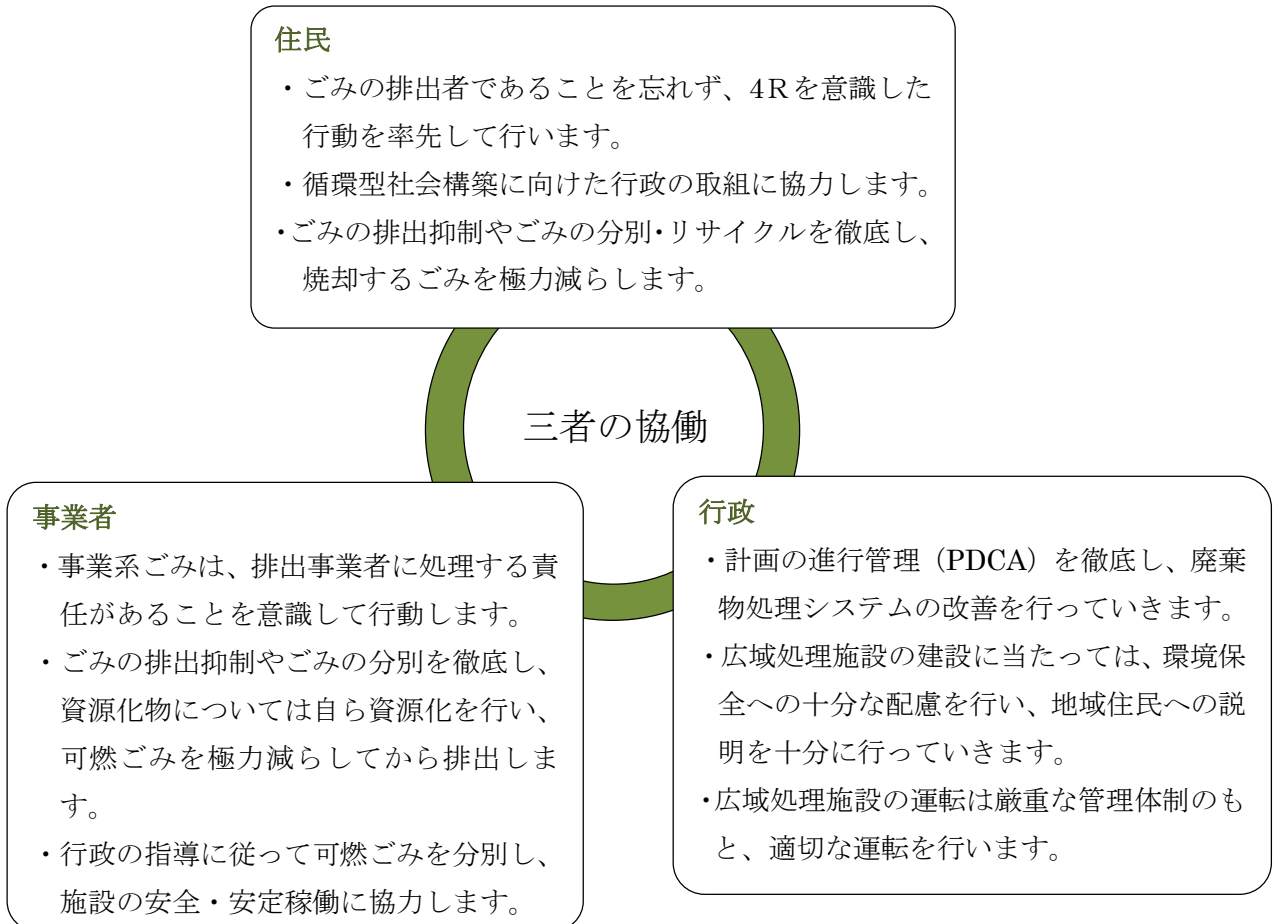 住民
・ごみの排出者であることを忘れず、4Rを意識した
行動を率先して行います。
・循環型社会構築に向けた行政の取組に協力します。
・ごみの排出抑制やごみの分別・リサイクルを徹底し、
焼却するごみを極力減らします。
三者の協働
事業者
・事業系ごみは、排出事業者に処理する責
任があることを意識して行動します。
・ごみの排出抑制やごみの分別を徹底し、
資源化物については自ら資源化を行い、
可燃ごみを極力減らしてから排出しま
す。
・行政の指導に従って可燃ごみを分別し、
施設の安全・安定稼働に協力します。
行政
・計画の進行管理（PDCA）を徹底し、廃棄
物処理システムの改善を行っていきます。
・広域処理施設の建設に当たっては、環境保
全への十分な配慮を行い、地域住民への説
明を十分に行っていきます。
・広域処理施設の運転は厳重な管理体制のも
と、適切な運転を行います。